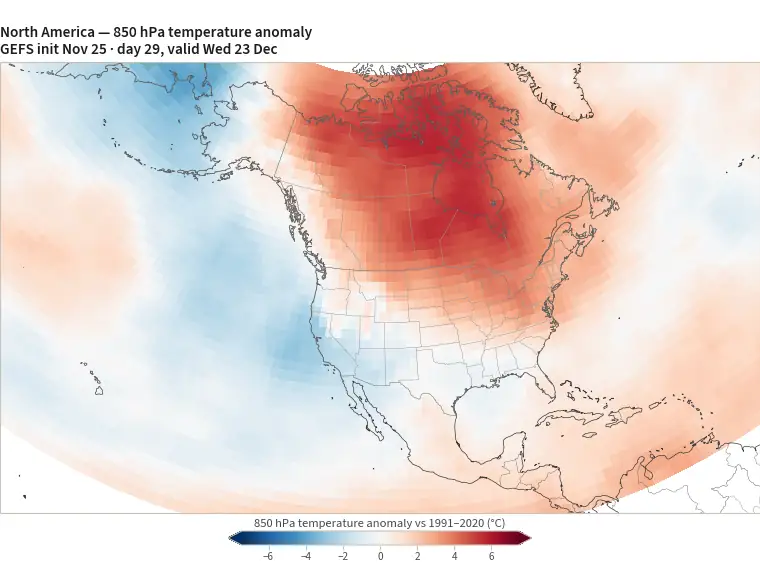 North America — 850 hPa temperature anomaly
GEFS init Nov 25 · day 29, valid Wed 23 Dec
850 hPa temperature anomaly vs 1991–2020 (°C)
−6 −4 −2 0 2 4 6